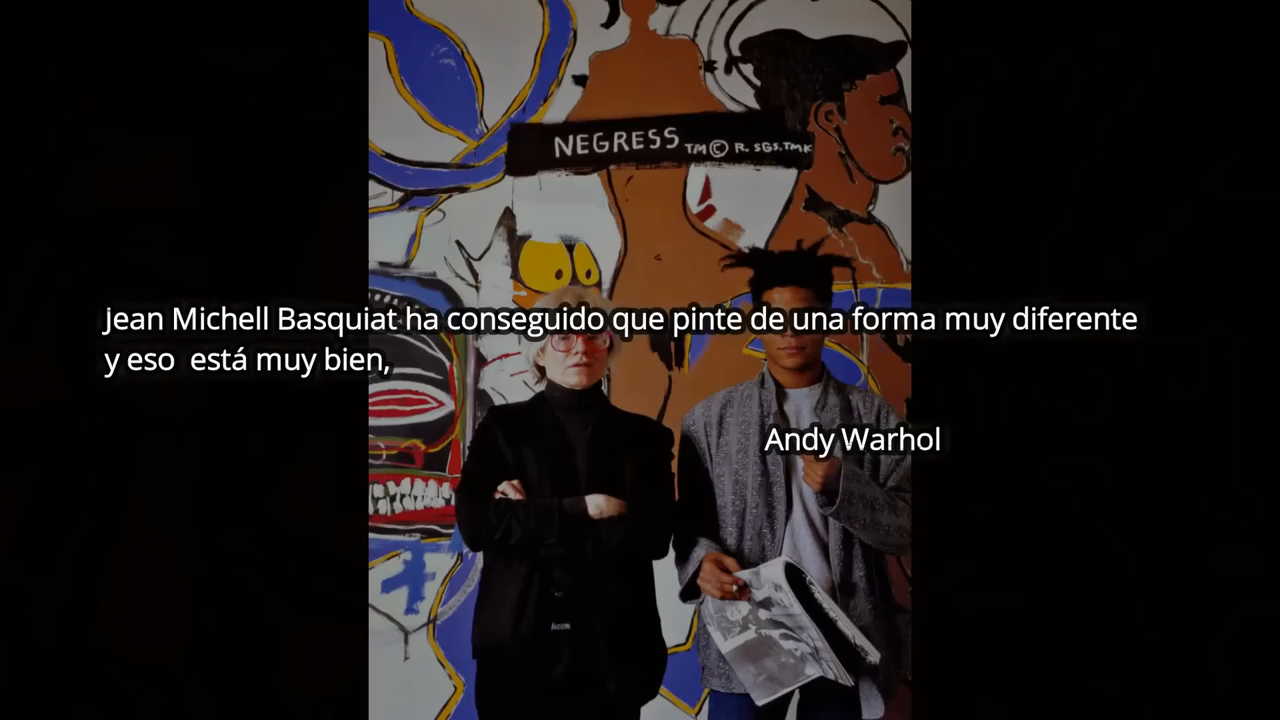 NEGRESS TM© R. SGS.TMK
jean Michell Basquiat ha conseguido que pinte de una forma muy diferente
y eso está muy bien,
Andy Warhol